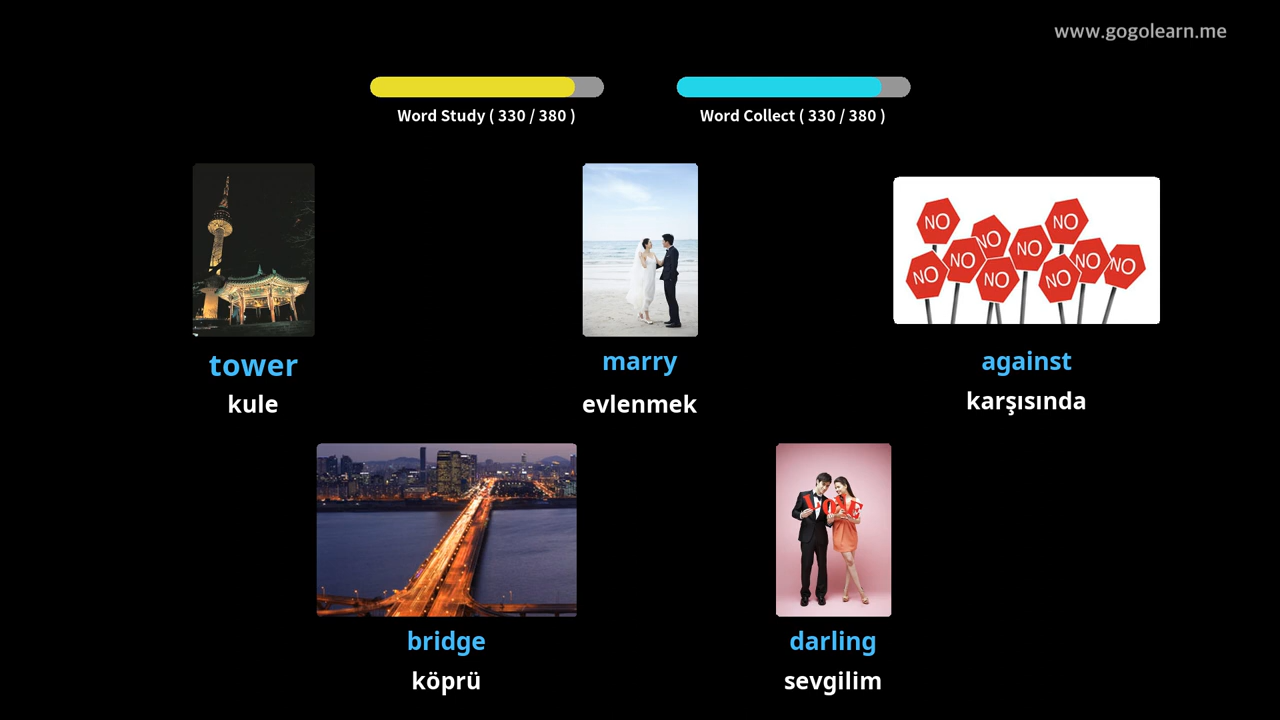 www.gogolearn.me
Word Study ( 330 / 380 )
Word Collect ( 330 / 380 )
NO
NO
NO
NO
NO
NO
NO
NO
NO
NO
tower
kule
marry
evlenmek
against
karşısında
bridge
köprü
darling
sevgilim